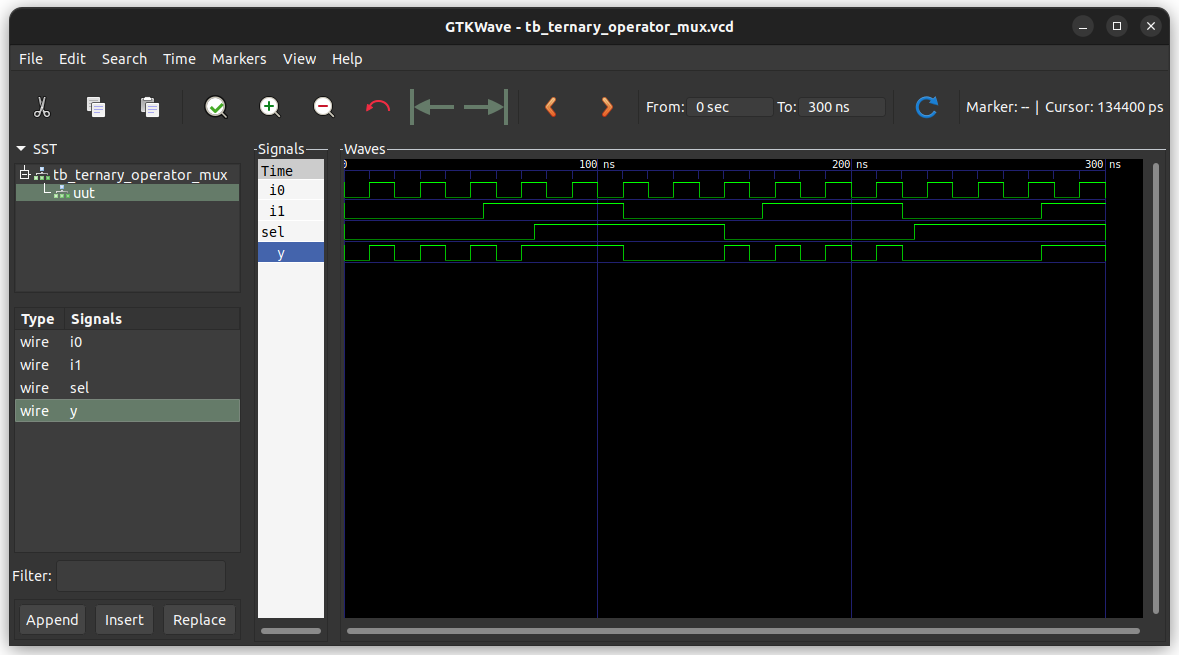 GTKWave - tb_ternary_operator_mux.vcd
File Edit Search Time Markers View Help
From: 0 sec To: 300 ns Marker: -- | Cursor: 134400 ps
SST
tb_ternary_operator_mux
uut
Type Signals
wire i0
wire i1
wire sel
wire y
Filter:
Append Insert Replace
Signals
Time
i0
i1
sel
y
Waves
0 100 ns 200 ns 300 ns